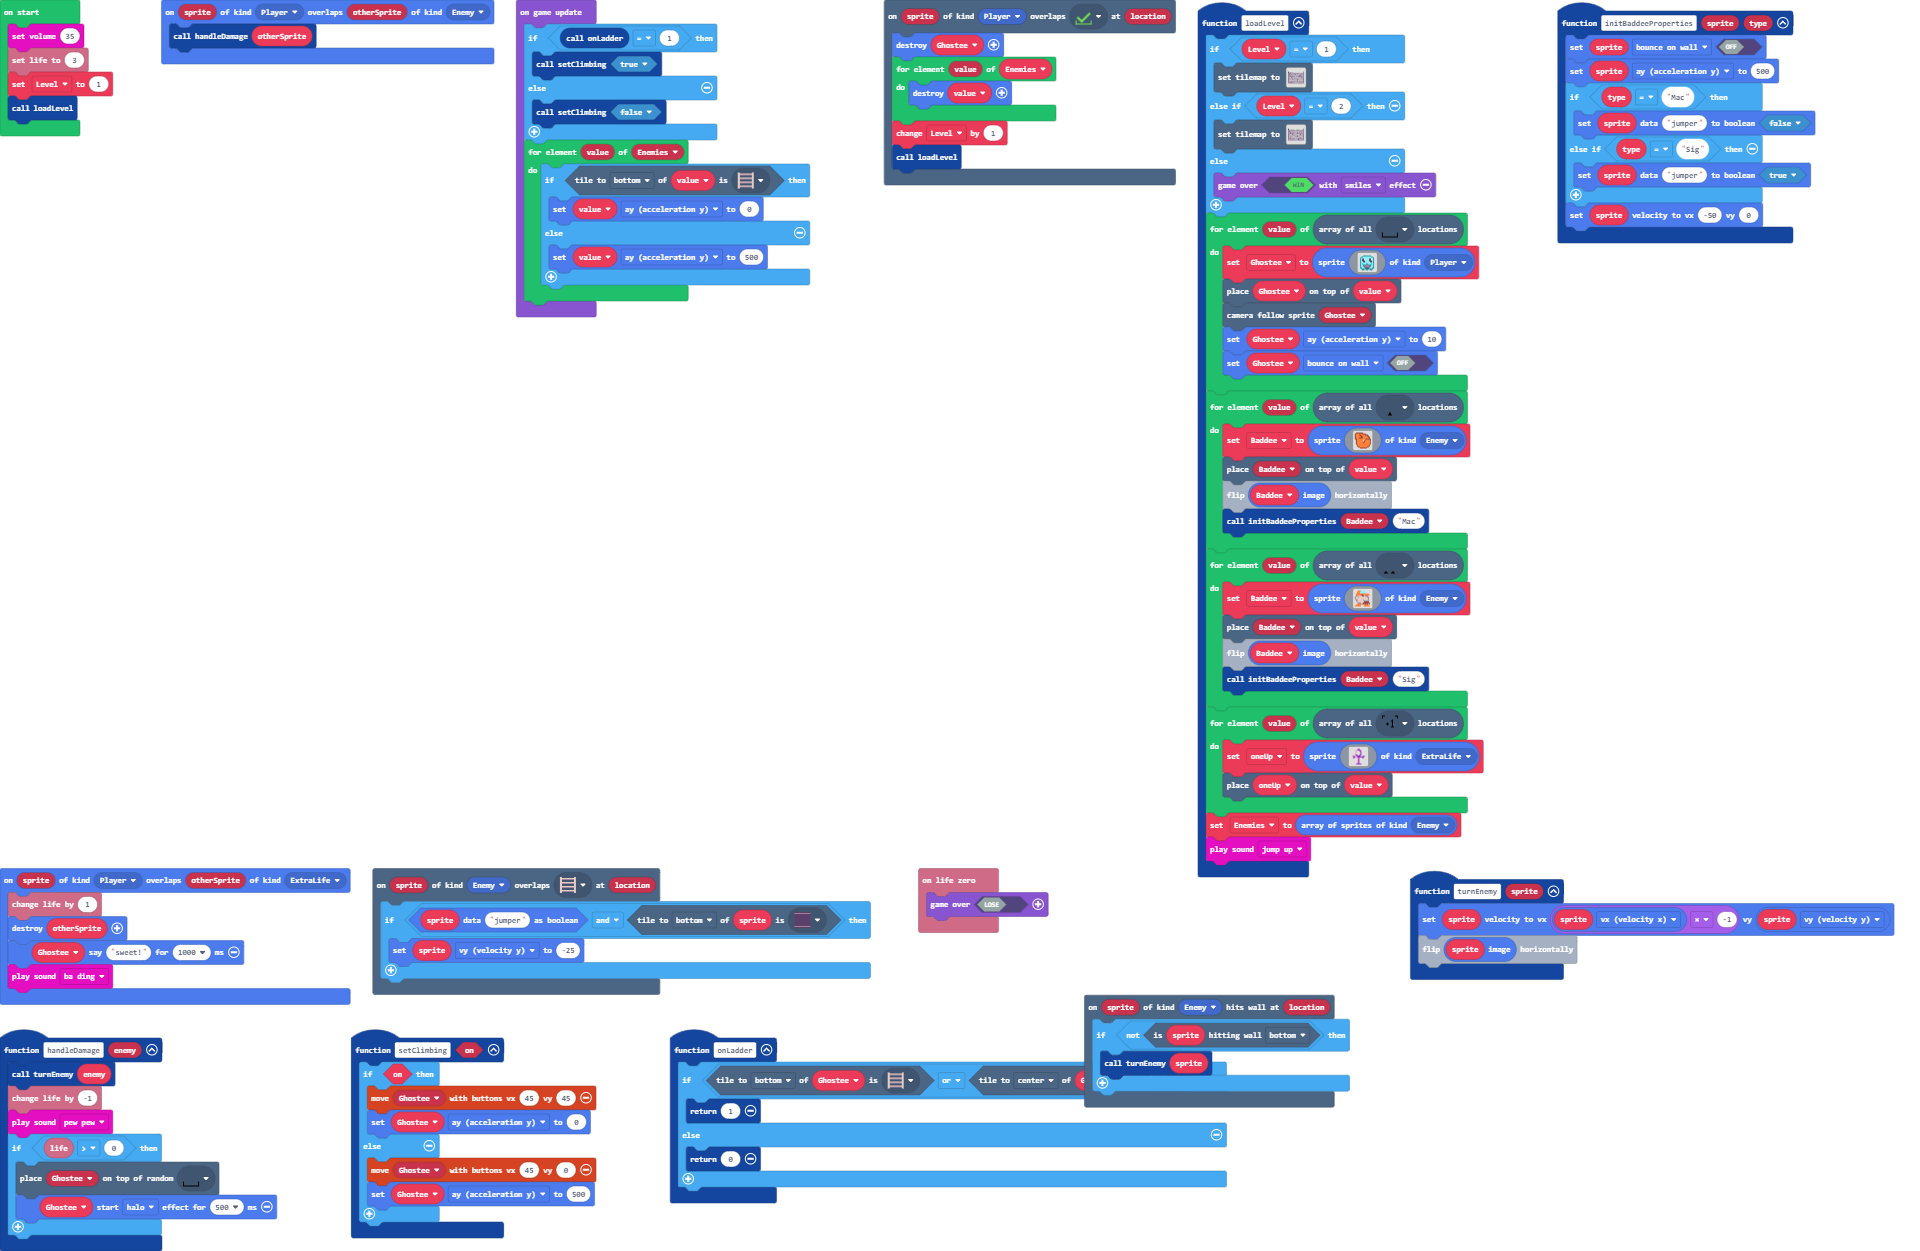 on start
set volume 35
set life to 3
set Level to 1
call loadLevel
on sprite of kind Player overlaps otherSprite of kind Enemy
call handleDamage otherSprite
on game update
if call onLadder = 1 then
call setClimbing true
else
call setClimbing false
for element value of Enemies
do
if tile to bottom of value is then
set value ay (acceleration y) to 0
else
set value ay (acceleration y) to 500
on sprite of kind Player overlaps at location
destroy Ghostee
for element value of Enemies
do destroy value
change Level by 1
call loadLevel
function loadLevel
if Level = 1 then
set tilemap to
else if Level = 2 then
set tilemap to
else
game over WIN with smiles effect
for element value of array of all locations
do
set Ghostee to sprite of kind Player
place Ghostee on top of value
camera follow sprite Ghostee
set Ghostee ay (acceleration y) to 10
set Ghostee bounce on wall OFF
for element value of array of all locations
do
set Baddee to sprite of kind Enemy
place Baddee on top of value
flip Baddee image horizontally
call initBaddeeProperties Baddee "Mac"
for element value of array of all locations
do
set Baddee to sprite of kind Enemy
place Baddee on top of value
flip Baddee image horizontally
call initBaddeeProperties Baddee "Sig"
for element value of array of all +1 locations
do
set oneUp to sprite of kind ExtraLife
place oneUp on top of value
set Enemies to array of sprites of kind Enemy
play sound jump up
function initBaddeeProperties sprite type
set sprite bounce on wall OFF
set sprite ay (acceleration y) to 500
if type = "Mac" then
set sprite data "jumper" to boolean false
else if type = "Sig" then
set sprite data "jumper" to boolean true
set sprite velocity to vx -50 vy 0
on sprite of kind Player overlaps otherSprite of kind ExtraLife
change life by 1
destroy otherSprite
Ghostee say "sweet!" for 1000 ms
play sound ba ding
on sprite of kind Enemy overlaps at location
if sprite data "jumper" as boolean and tile to bottom of sprite is then
set sprite vy (velocity y) to -25
on life zero
game over LOSE
function turnEnemy sprite
set sprite velocity to vx sprite vx (velocity x) × -1 vy sprite vy (velocity y)
flip sprite image horizontally
on sprite of kind Enemy hits wall at location
if not is sprite hitting wall bottom then
call turnEnemy sprite
function handleDamage enemy
call turnEnemy enemy
change life by -1
play sound pew pew
if life > 0 then
place Ghostee on top of random
Ghostee start halo effect for 500 ms
function setClimbing on
if on then
move Ghostee with buttons vx 45 vy 45
set Ghostee ay (acceleration y) to 0
else
move Ghostee with buttons vx 45 vy 0
set Ghostee ay (acceleration y) to 500
function onLadder
if tile to bottom of Ghostee is or tile to center of
return 1
else
return 0